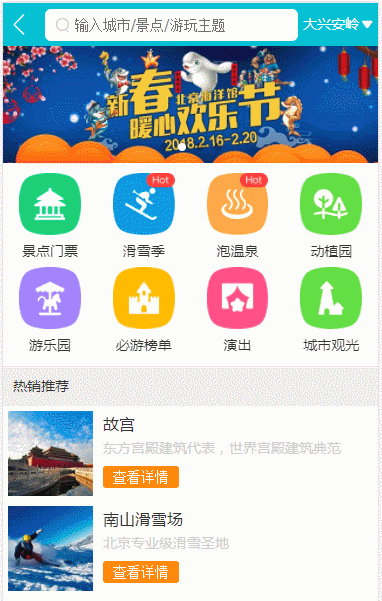 输入城市/景点/游玩主题
大兴安岭
新春
北京海洋馆
暖心欢乐节
2018.2.16-2.20
Hot
Hot
景点门票
滑雪季
泡温泉
动植园
游乐园
必游榜单
演出
城市观光
热销推荐
故宫
东方宫殿建筑代表，世界宫殿建筑典范
查看详情
南山滑雪场
北京专业级滑雪圣地
查看详情